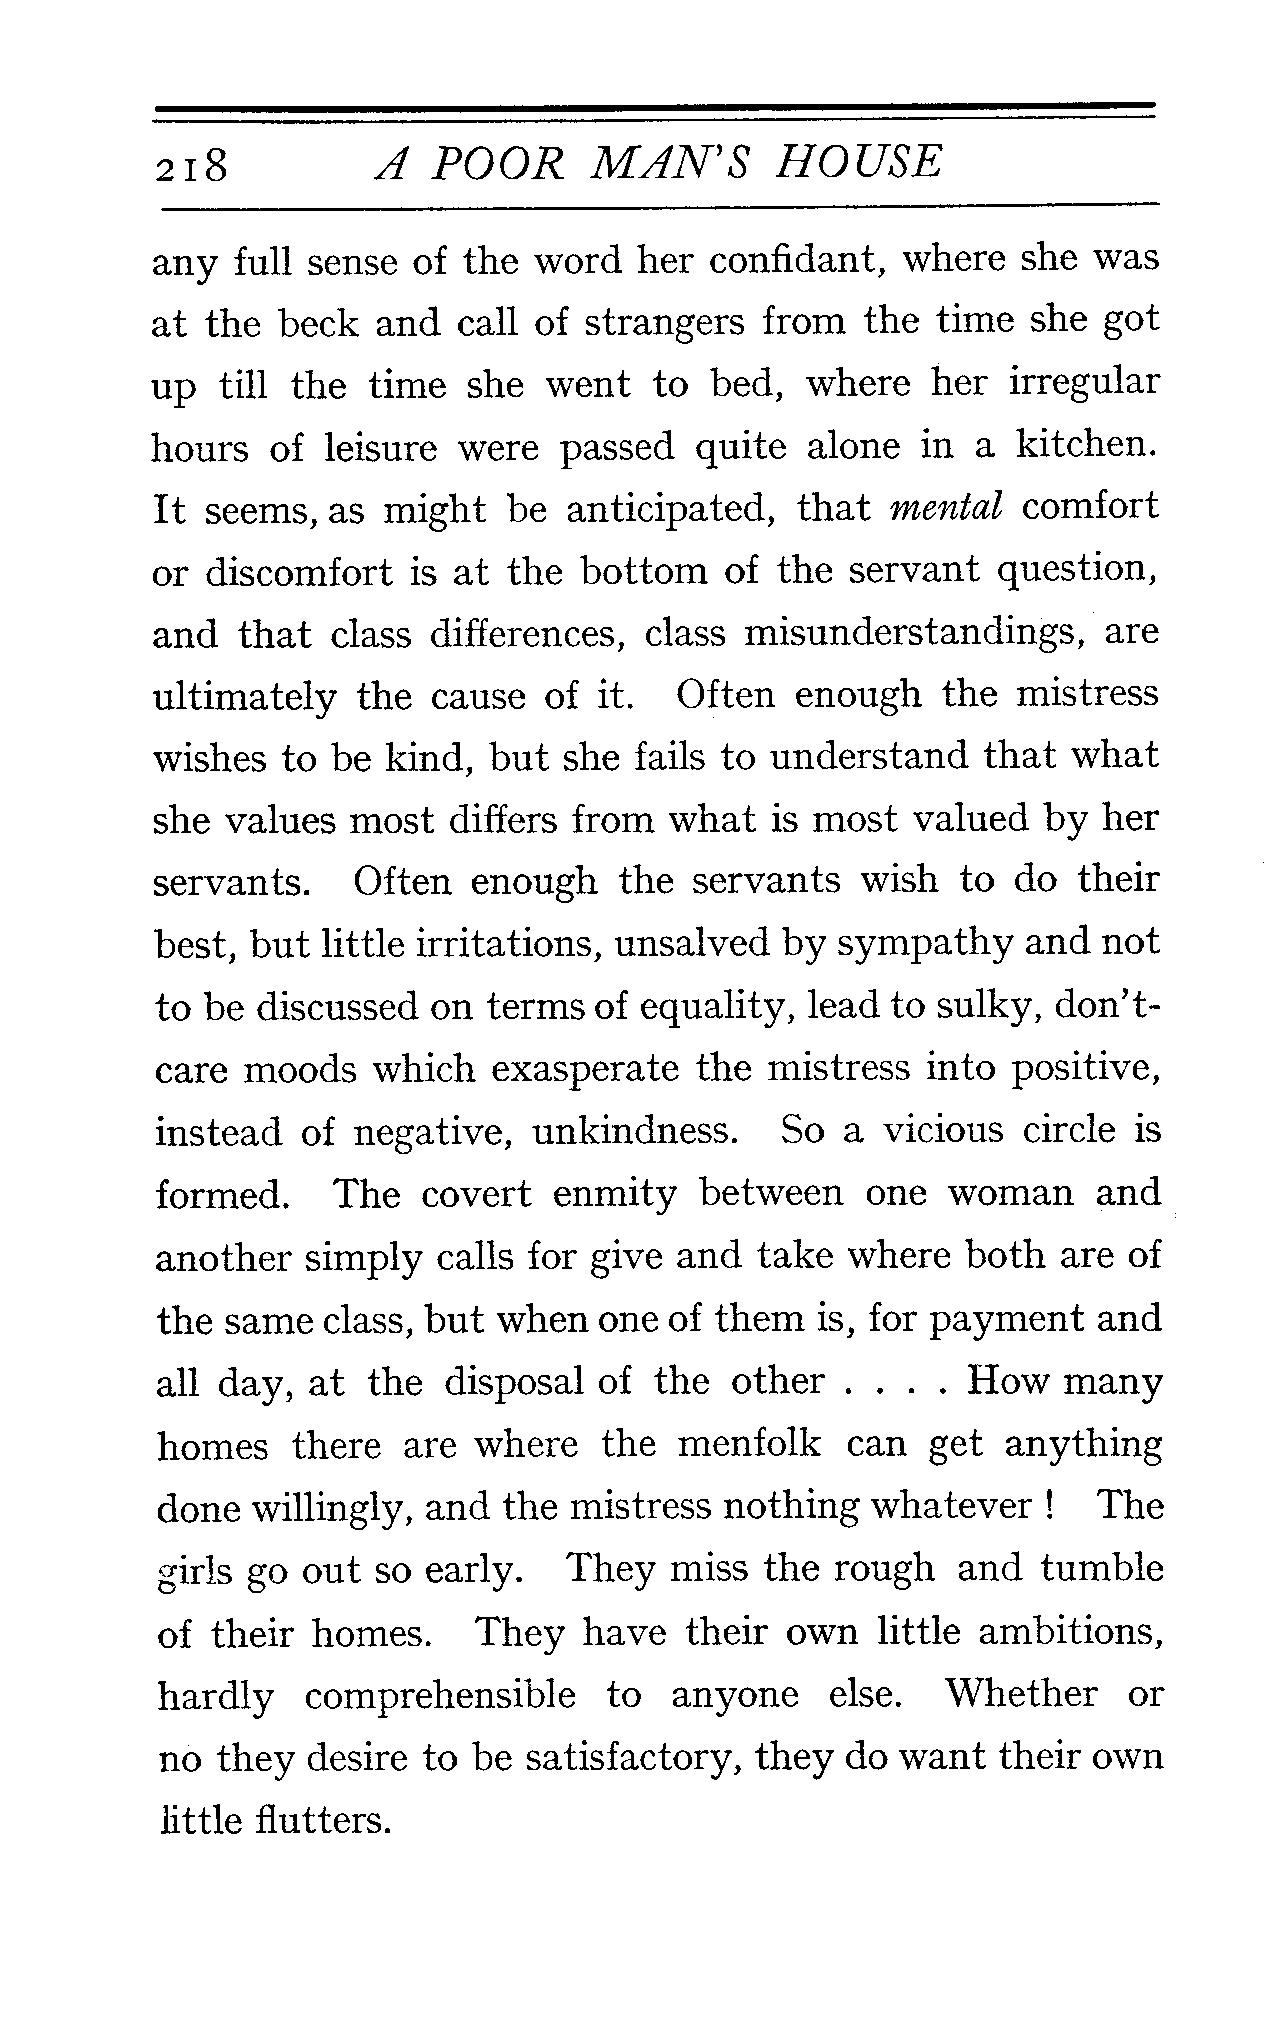 218 A POOR MAN'S HOUSE
any full sense of the word her confidant, where she was
at the beck and call of strangers from the time she got
up till the time she went to bed, where her irregular
hours of leisure were passed quite alone in a kitchen.
It seems, as might be anticipated, that mental comfort
or discomfort is at the bottom of the servant question,
and that class differences, class misunderstandings, are
ultimately the cause of it. Often enough the mistress
wishes to be kind, but she fails to understand that what
she values most differs from what is most valued by her
servants. Often enough the servants wish to do their
best, but little irritations, unsalved by sympathy and not
to be discussed on terms of equality, lead to sulky, don't-
care moods which exasperate the mistress into positive,
instead of negative, unkindness. So a vicious circle is
formed. The covert enmity between one woman and
another simply calls for give and take where both are of
the same class, but when one of them is, for payment and
all day, at the disposal of the other . . . . How many
homes there are where the menfolk can get anything
done willingly, and the mistress nothing whatever ! The
girls go out so early. They miss the rough and tumble
of their homes. They have their own little ambitions,
hardly comprehensible to anyone else. Whether or
no they desire to be satisfactory, they do want their own
little flutters.